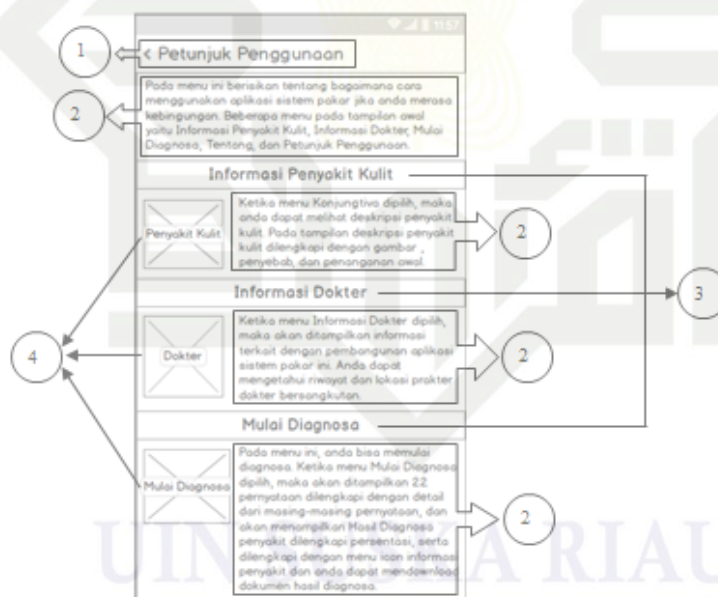 11:57
1
< Petunjuk Penggunaan
Pada menu ini berisikan tentang bagaimana cara
menggunakan aplikasi sistem pakar jika anda merasa
kebingungan. Beberapa menu pada tampilan awal
yaitu Informasi Penyakit Kulit, Informasi Dokter, Mulai
Diagnosa, Tentang, dan Petunjuk Penggunaan.
2
Informasi Penyakit Kulit
Penyakit Kulit
Ketika menu Konjungtiva dipilih, maka
anda dapat melihat deskripsi penyakit
kulit. Pada tampilan deskripsi penyakit
kulit dilengkapi dengan gambar ,
penyebab, dan penanganan awal.
2
Informasi Dokter
3
Dokter
Ketika menu Informasi Dokter dipilih,
maka akan ditampilkan informasi
terkait dengan pembangunan aplikasi
sistem pakar ini. Anda dapat
mengetahui riwayat dan lokasi prakter
dokter bersangkutan.
2
4
Mulai Diagnosa
Mulai Diagnosa
Pada menu ini, anda bisa memulai
diagnosa. Ketika menu Mulai Diagnosa
dipilih, maka akan ditampilkan 22
pernyataan dilengkapi dengan detail
dari masing-masing pernyataan, dan
akan menampilkan Hasil Diagnosa
penyakit dilengkapi persentasi, serta
dilengkapi dengan menu icon informasi
penyakit dan anda dapat mendownload
dokumen hasil diagnosa.
2
UIN KA RIAU